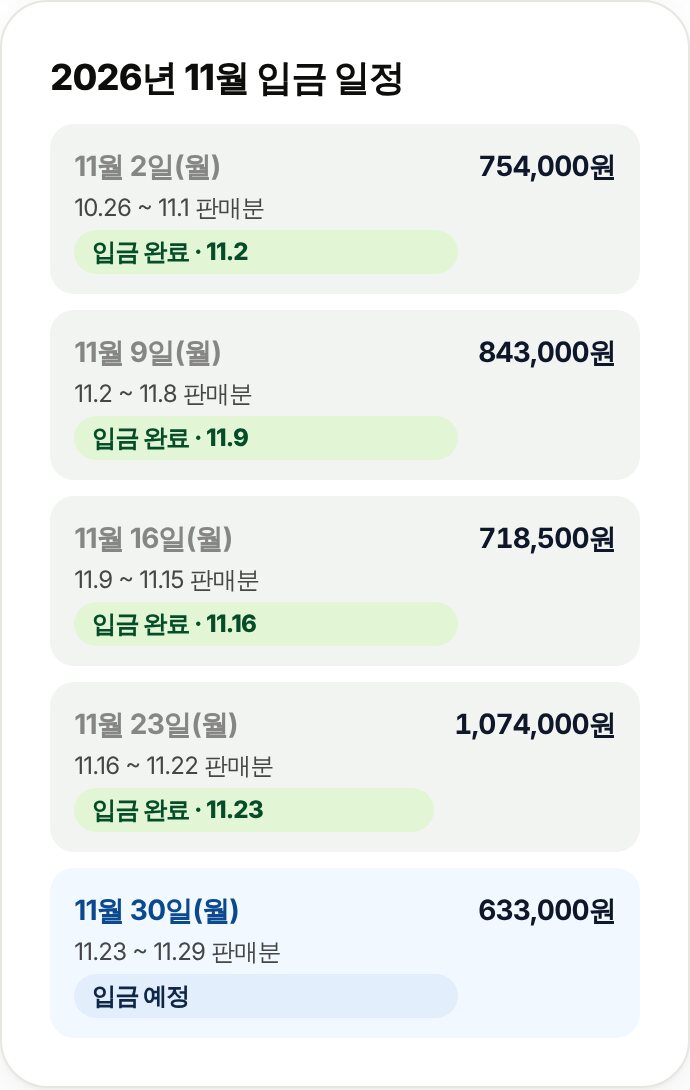 2026년 11월 입금 일정
11월 2일(월) 754,000원
10.26 ~ 11.1 판매분
입금 완료 · 11.2
11월 9일(월) 843,000원
11.2 ~ 11.8 판매분
입금 완료 · 11.9
11월 16일(월) 718,500원
11.9 ~ 11.15 판매분
입금 완료 · 11.16
11월 23일(월) 1,074,000원
11.16 ~ 11.22 판매분
입금 완료 · 11.23
11월 30일(월) 633,000원
11.23 ~ 11.29 판매분
입금 예정